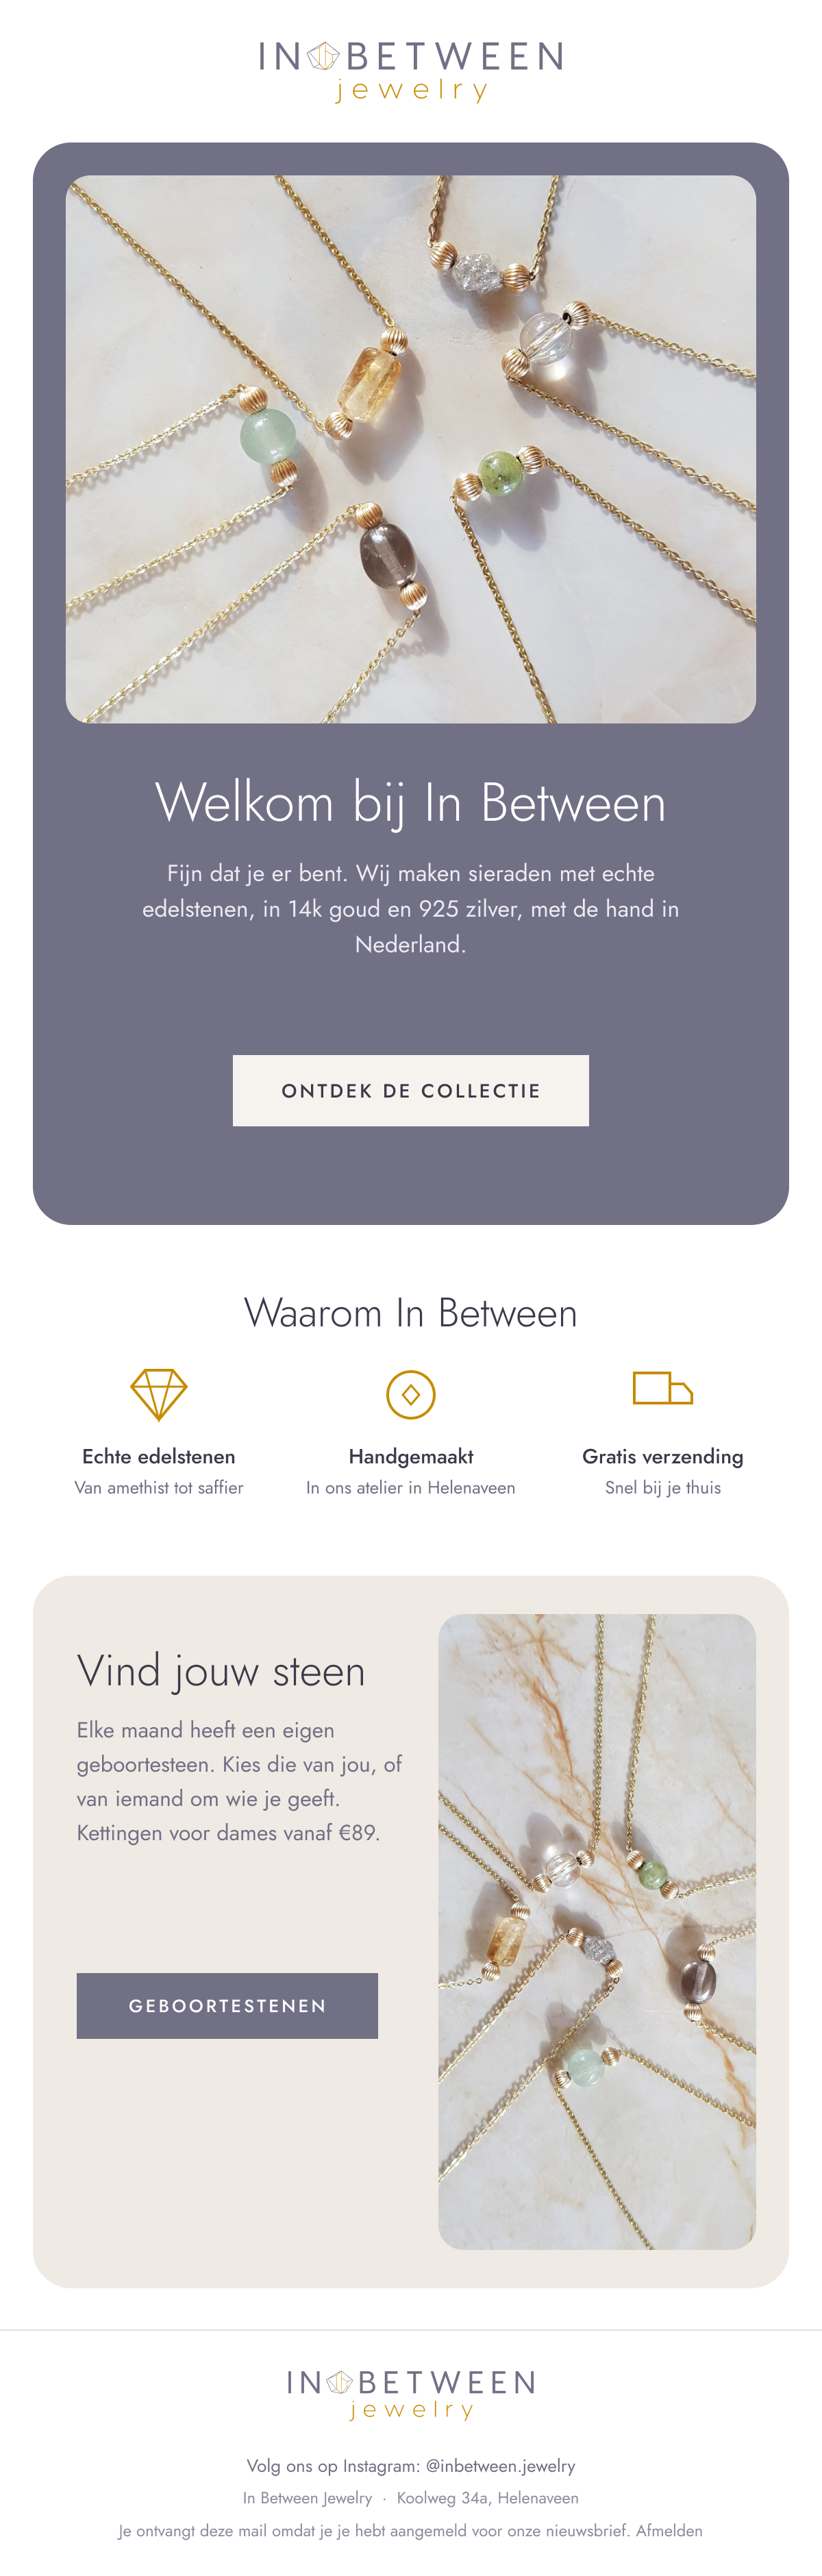 IN BETWEEN
jewelry
Welkom bij In Between
Fijn dat je er bent. Wij maken sieraden met echte
edelstenen, in 14k goud en 925 zilver, met de hand in
Nederland.
ONTDEK DE COLLECTIE
Waarom In Between
Echte edelstenen
Van amethist tot saffier
Handgemaakt
In ons atelier in Helenaveen
Gratis verzending
Snel bij je thuis
Vind jouw steen
Elke maand heeft een eigen
geboortesteen. Kies die van jou, of
van iemand om wie je geeft.
Kettingen voor dames vanaf €89.
GEBOORTESTENEN
IN BETWEEN
jewelry
Volg ons op Instagram: @inbetween.jewelry
In Between Jewelry · Koolweg 34a, Helenaveen
Je ontvangt deze mail omdat je je hebt aangemeld voor onze nieuwsbrief. Afmelden